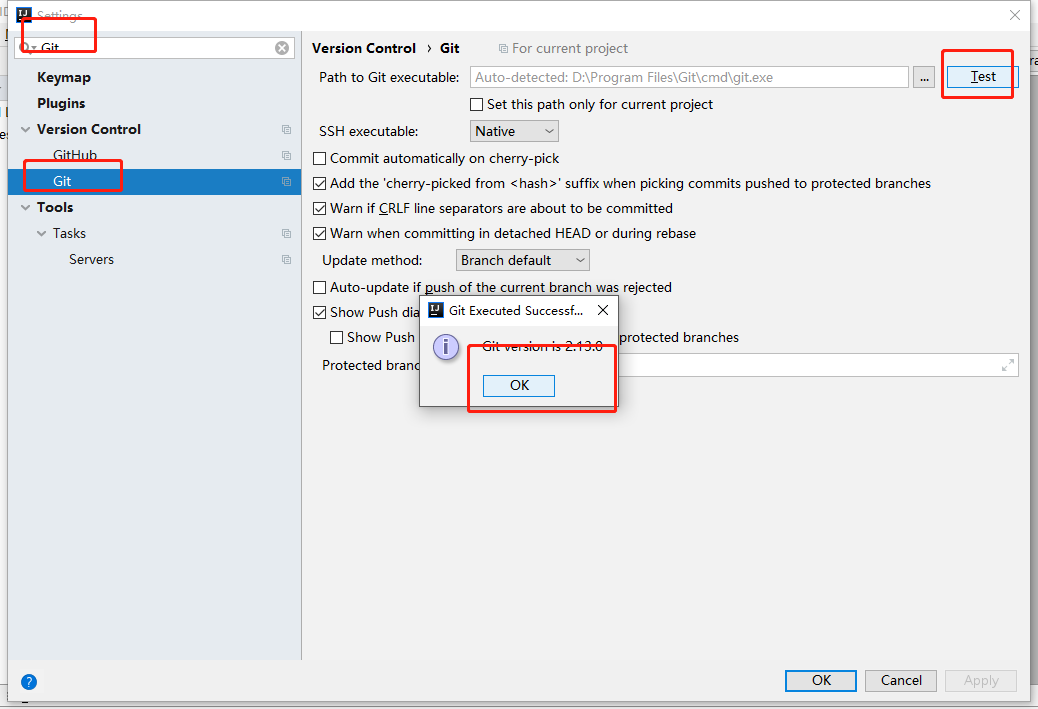 Settings
Git
Keymap
Plugins
Version Control
GitHub
Git
Tools
Tasks
Servers
Version Control › Git For current project
Path to Git executable: Auto-detected: D:\Program Files\Git\cmd\git.exe ... Test
Set this path only for current project
SSH executable: Native
Commit automatically on cherry-pick
Add the 'cherry-picked from <hash>' suffix when picking commits pushed to protected branches
Warn if CRLF line separators are about to be committed
Warn when committing in detached HEAD or during rebase
Update method: Branch default
Auto-update if push of the current branch was rejected
Show Push dia
Show Push protected branches
Protected branc
Git Executed Successf...
Git version is 2.13.0
OK
OK Cancel Apply